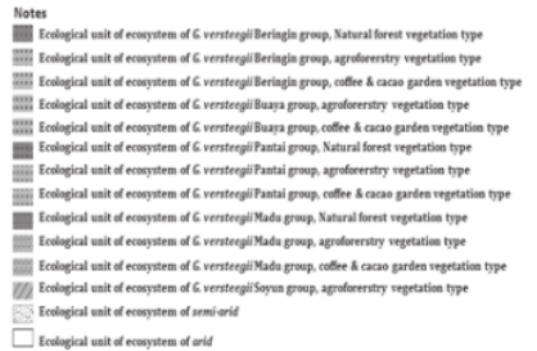 Notes
Ecological unit of ecosystem of G. versteegii Beringin group, Natural forest vegetation type
Ecological unit of ecosystem of G. versteegii Beringin group, agroforerstry vegetation type
Ecological unit of ecosystem of G. versteegii Beringin group, coffee & cacao garden vegetation type
Ecological unit of ecosystem of G. versteegii Buaya group, agroforerstry vegetation type
Ecological unit of ecosystem of G. versteegii Buaya group, coffee & cacao garden vegetation type
Ecological unit of ecosystem of G. versteegii Pantai group, Natural forest vegetation type
Ecological unit of ecosystem of G. versteegii Pantai group, agroforerstry vegetation type
Ecological unit of ecosystem of G. versteegii Pantai group, coffee & cacao garden vegetation type
Ecological unit of ecosystem of G. versteegii Madu group, Natural forest vegetation type
Ecological unit of ecosystem of G. versteegii Madu group, agroforerstry vegetation type
Ecological unit of ecosystem of G. versteegii Madu group, coffee & cacao garden vegetation type
Ecological unit of ecosystem of G. versteegii Soyun group, agroforerstry vegetation type
Ecological unit of ecosystem of semi-arid
Ecological unit of ecosystem of arid